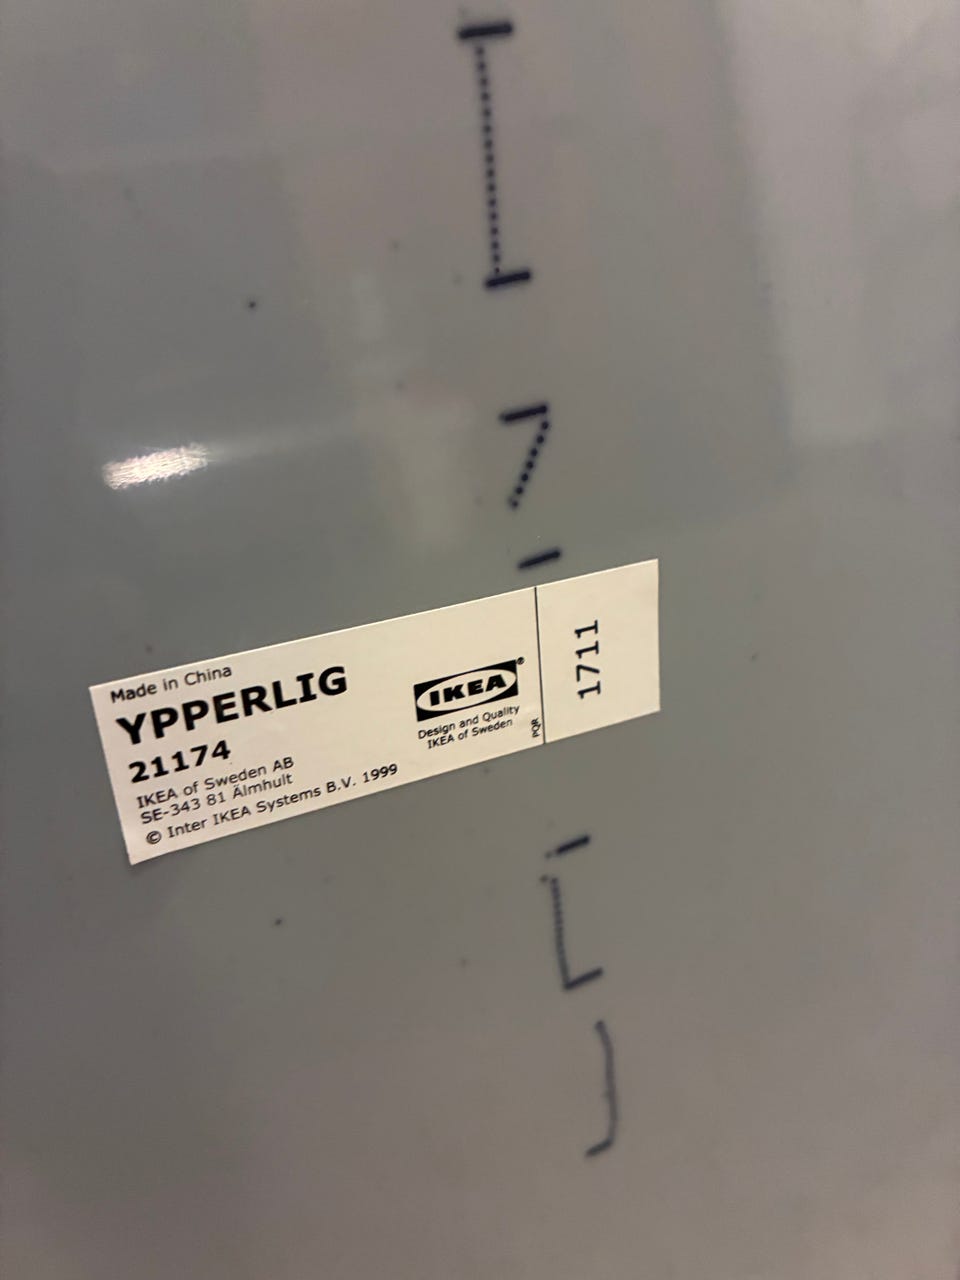 Made in China
YPPERLIG
21174
IKEA of Sweden AB
SE-343 81 Älmhult
© Inter IKEA Systems B.V. 1999
IKEA®
Design and Quality
IKEA of Sweden
PQR
1711